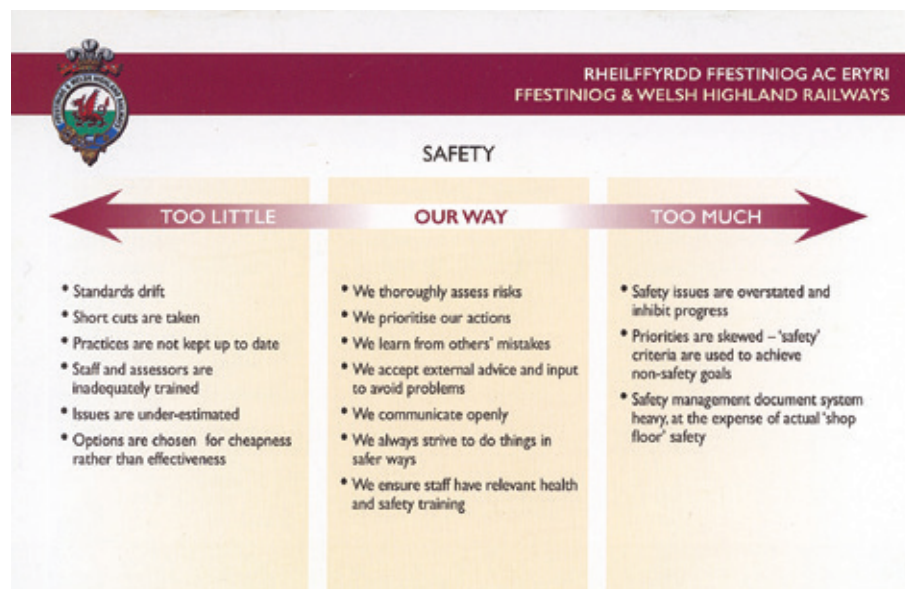 RHEILFFYRDD FFESTINIOG AC ERYRI
FFESTINIOG & WELSH HIGHLAND RAILWAYS
SAFETY
TOO LITTLE
OUR WAY
TOO MUCH
• Standards drift
• Short cuts are taken
• Practices are not kept up to date
• Staff and assessors are
inadequately trained
• Issues are under-estimated
• Options are chosen for cheapness
rather than effectiveness
• We thoroughly assess risks
• We prioritise our actions
• We learn from others' mistakes
• We accept external advice and input
to avoid problems
• We communicate openly
• We always strive to do things in
safer ways
• We ensure staff have relevant health
and safety training
• Safety issues are overstated and
inhibit progress
• Priorities are skewed – 'safety'
criteria are used to achieve
non-safety goals
• Safety management document system
heavy, at the expense of actual 'shop
floor' safety